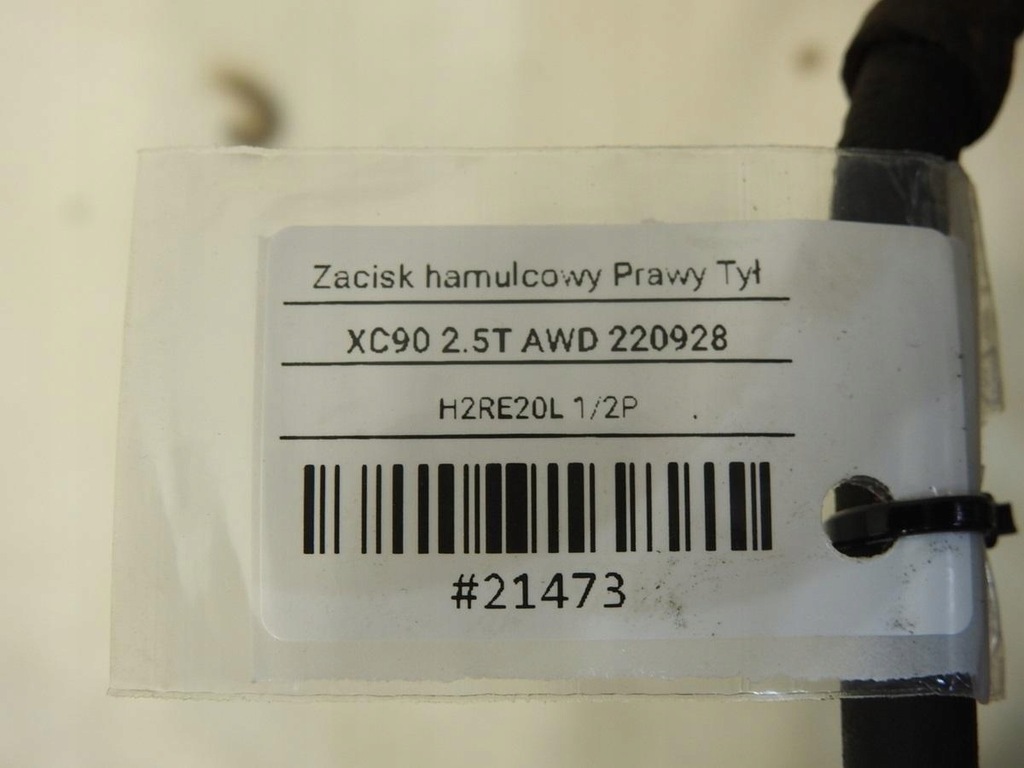 Zacisk hamulcowy Prawy Tył
XC90 2.5T AWD 220928
H2RE20L 1/2P .
#21473